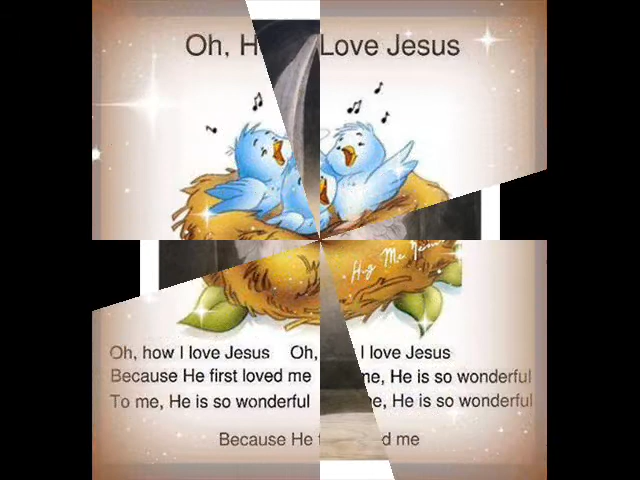 Oh, H Love Jesus
Oh, how I love Jesus Oh, I love Jesus
Because He first loved me me, He is so wonderful
To me, He is so wonderful me, He is so wonderful
Because He d me